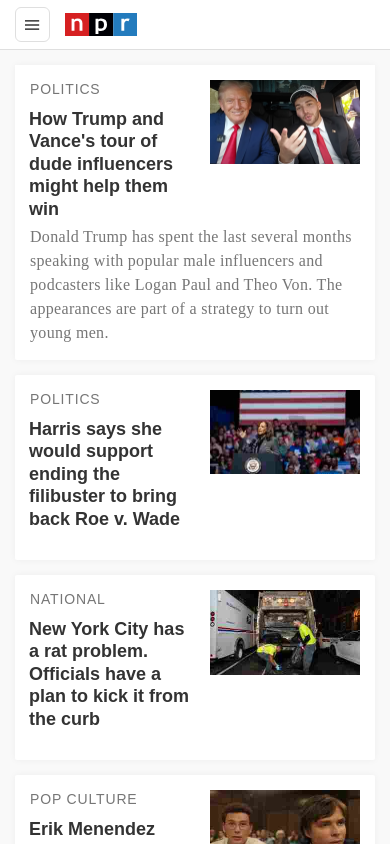 npr
POLITICS
How Trump and
Vance's tour of
dude influencers
might help them
win
Donald Trump has spent the last several months
speaking with popular male influencers and
podcasters like Logan Paul and Theo Von. The
appearances are part of a strategy to turn out
young men.
POLITICS
Harris says she
would support
ending the
filibuster to bring
back Roe v. Wade
NATIONAL
New York City has
a rat problem.
Officials have a
plan to kick it from
the curb
POP CULTURE
Erik Menendez